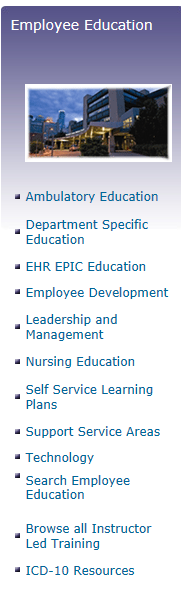 Employee Education
Ambulatory Education
Department Specific
Education
EHR EPIC Education
Employee Development
Leadership and
Management
Nursing Education
Self Service Learning
Plans
Support Service Areas
Technology
Search Employee
Education
Browse all Instructor
Led Training
ICD-10 Resources